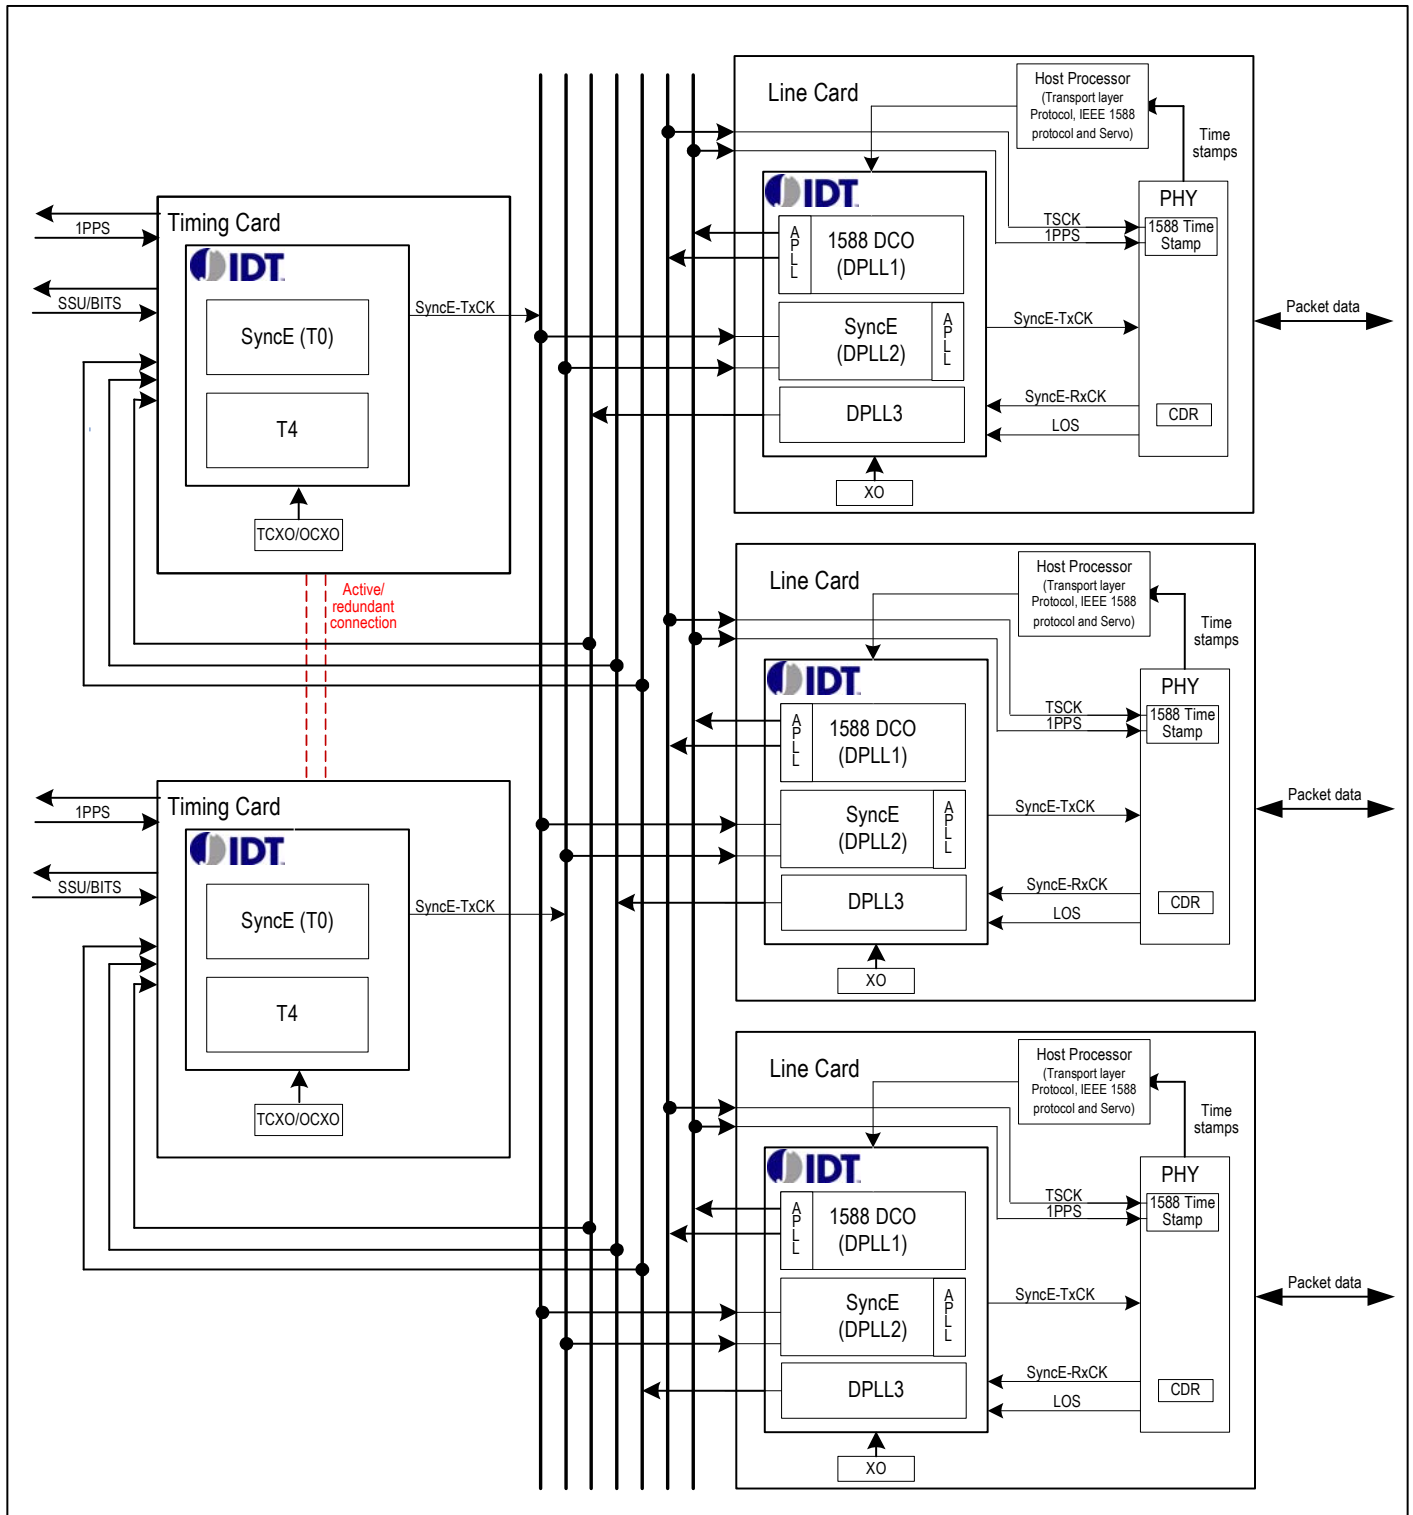 Timing Card
1PPS
SSU/BITS
IDT
SyncE (T0)
T4
TCXO/OCXO
SyncE-TxCK
Active/
redundant
connection
Timing Card
1PPS
SSU/BITS
IDT
SyncE (T0)
T4
TCXO/OCXO
SyncE-TxCK
Line Card
Host Processor
(Transport layer
Protocol, IEEE 1588
protocol and Servo)
Time
stamps
IDT
APLL
1588 DCO
(DPLL1)
SyncE
(DPLL2)
APLL
DPLL3
XO
TSCK
1PPS
SyncE-TxCK
SyncE-RxCK
LOS
PHY
1588 Time
Stamp
CDR
Packet data
Line Card
Host Processor
(Transport layer
Protocol, IEEE 1588
protocol and Servo)
Time
stamps
IDT
APLL
1588 DCO
(DPLL1)
SyncE
(DPLL2)
APLL
DPLL3
XO
TSCK
1PPS
SyncE-TxCK
SyncE-RxCK
LOS
PHY
1588 Time
Stamp
CDR
Packet data
Line Card
Host Processor
(Transport layer
Protocol, IEEE 1588
protocol and Servo)
Time
stamps
IDT
APLL
1588 DCO
(DPLL1)
SyncE
(DPLL2)
APLL
DPLL3
XO
TSCK
1PPS
SyncE-TxCK
SyncE-RxCK
LOS
PHY
1588 Time
Stamp
CDR
Packet data